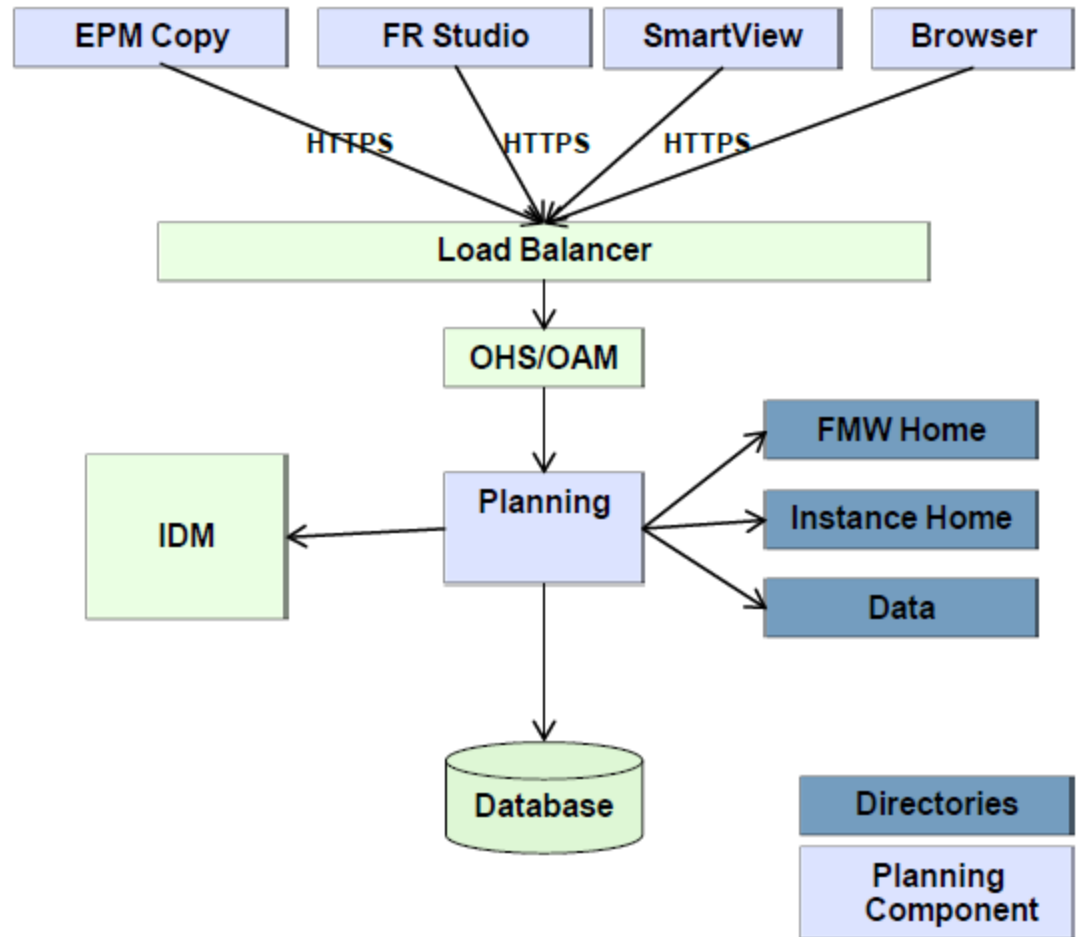 EPM Copy
FR Studio
SmartView
Browser
HTTPS
HTTPS
HTTPS
Load Balancer
OHS/OAM
FMW Home
Planning
Instance Home
IDM
Data
Database
Directories
Planning
Component